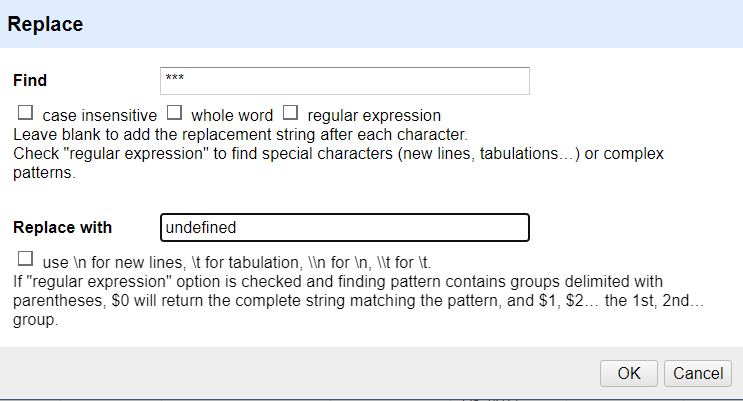 Replace
Find ***
case insensitive whole word regular expression
Leave blank to add the replacement string after each character.
Check "regular expression" to find special characters (new lines, tabulations...) or complex
patterns.
Replace with undefined
use \n for new lines, \t for tabulation, \\n for \n, \\t for \t.
If "regular expression" option is checked and finding pattern contains groups delimited with
parentheses, $0 will return the complete string matching the pattern, and $1, $2... the 1st, 2nd...
group.
OK Cancel